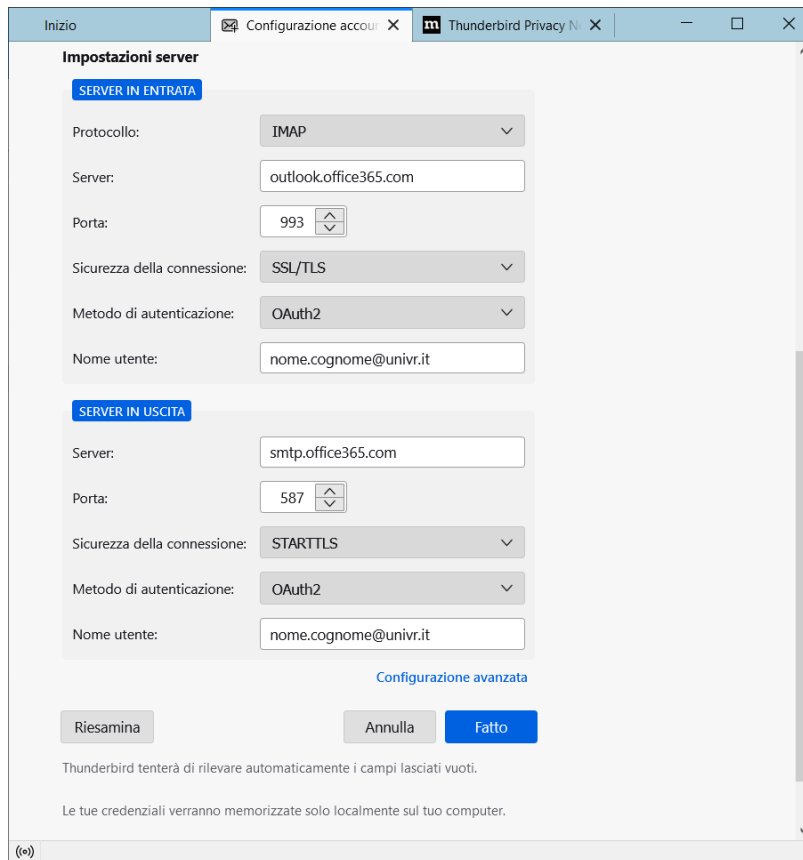 Inizio
Configurazione accour
Thunderbird Privacy N
Impostazioni server
SERVER IN ENTRATA
Protocollo: IMAP
Server: outlook.office365.com
Porta: 993
Sicurezza della connessione: SSL/TLS
Metodo di autenticazione: OAuth2
Nome utente: nome.cognome@univr.it
SERVER IN USCITA
Server: smtp.office365.com
Porta: 587
Sicurezza della connessione: STARTTLS
Metodo di autenticazione: OAuth2
Nome utente: nome.cognome@univr.it
Configurazione avanzata
Riesamina Annulla Fatto
Thunderbird tenterà di rilevare automaticamente i campi lasciati vuoti.
Le tue credenziali verranno memorizzate solo localmente sul tuo computer.